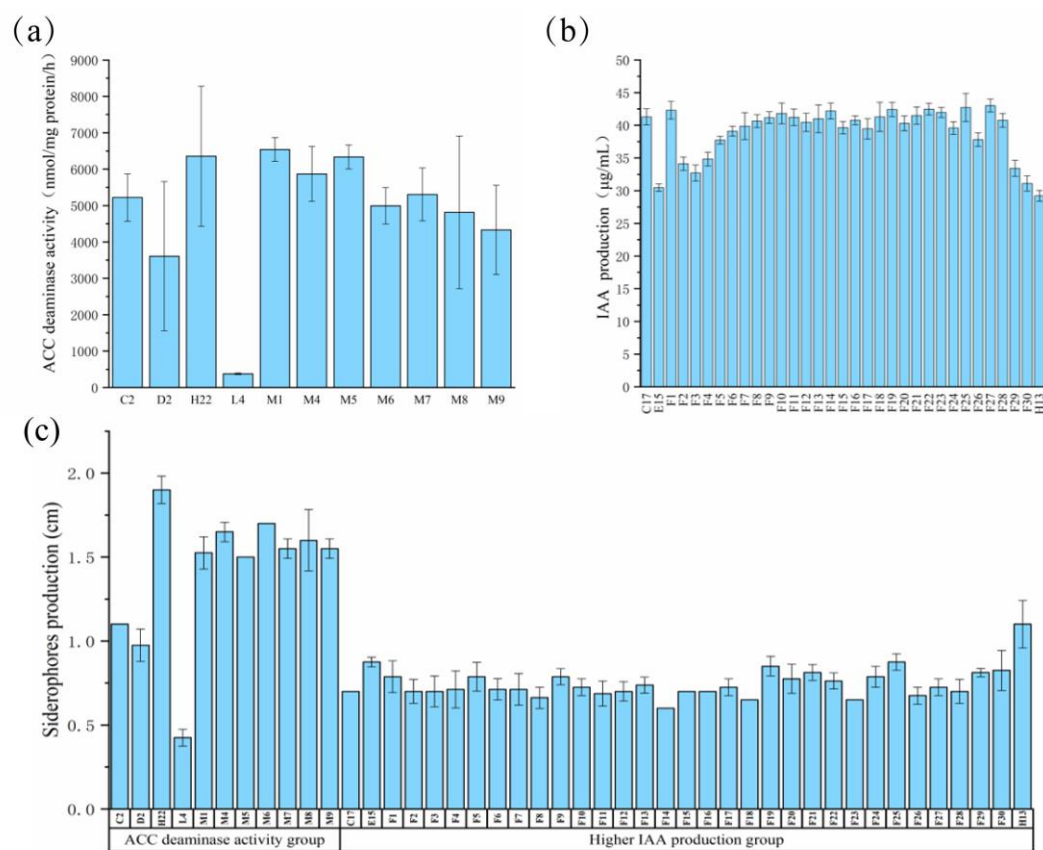 (a)
ACC deaminase activity（nmol/mg protein/h）
9000
8000
7000
6000
5000
4000
3000
2000
1000
0
C2 D2 H22 L4 M1 M4 M5 M6 M7 M8 M9
(b)
IAA production（μg/mL）
50
45
40
35
30
25
20
15
10
5
0
C17 E15 F1 F2 F3 F4 F5 F6 F7 F8 F9 F10 F11 F12 F13 F14 F15 F16 F17 F18 F19 F20 F21 F22 F23 F24 F25 F26 F27 F28 F29 F30 H13
(c)
Siderophores production (cm)
2.0
1.5
1.0
0.5
0.0
C2 D2 H22 L4 M1 M4 M5 M6 M7 M8 M9 C17 E15 F1 F2 F3 F4 F5 F6 F7 F8 F9 F10 F11 F12 F13 F14 F15 F16 F17 F18 F19 F20 F21 F22 F23 F24 F25 F26 F27 F28 F29 F30 H13
ACC deaminase activity group Higher IAA production group